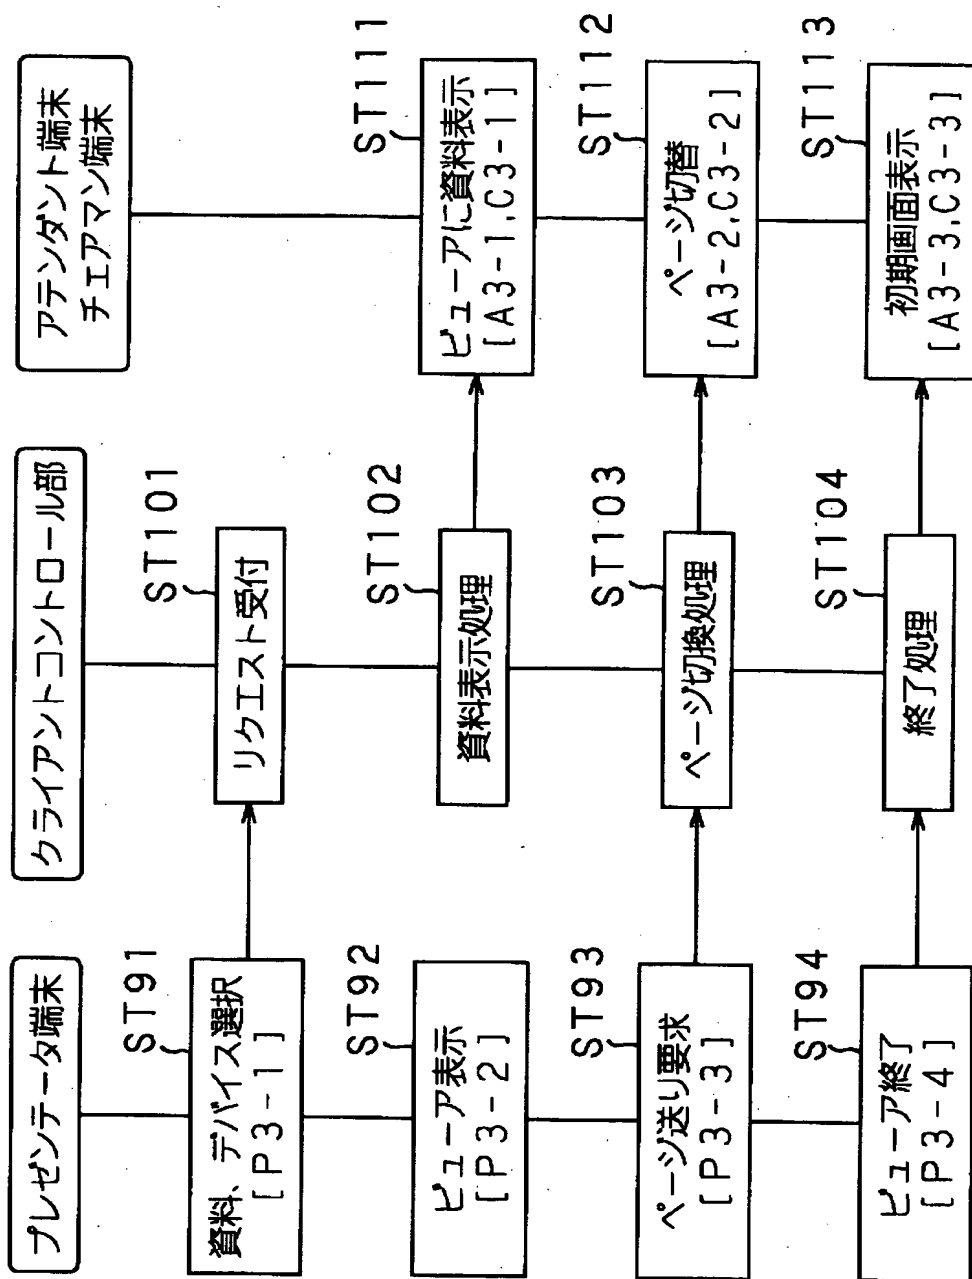 プレゼンテータ端末
ST91
資料、デバイス選択
[P3-1]
ST92
ビューア表示
[P3-2]
ST93
ページ送り要求
[P3-3]
ST94
ビューア終了
[P3-4]
クライアントコントロール部
ST101
リクエスト受付
ST102
資料表示処理
ST103
ページ切換処理
ST104
終了処理
アテンダント端末
チェアマン端末
ST111
ビューアに資料表示
[A3-1,C3-1]
ST112
ページ切替
[A3-2,C3-2]
ST113
初期画面表示
[A3-3,C3-3]